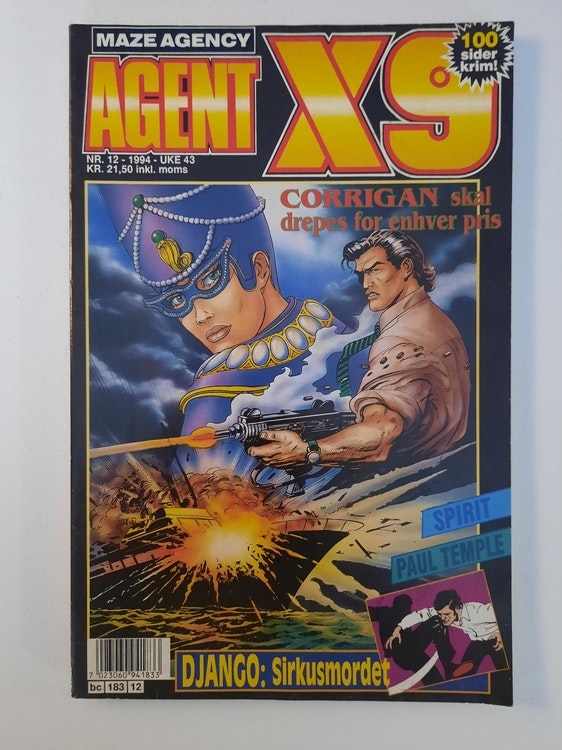 MAZE AGENCY
AGENT X9
100
sider
krim!
NR. 12 - 1994 - UKE 43
KR. 21,50 inkl. moms
CORRIGAN skal
drepes for enhver pris
SPIRIT
PAUL TEMPLE
DJANGO: Sirkusmordet
7 023060 941833
bc 183 12